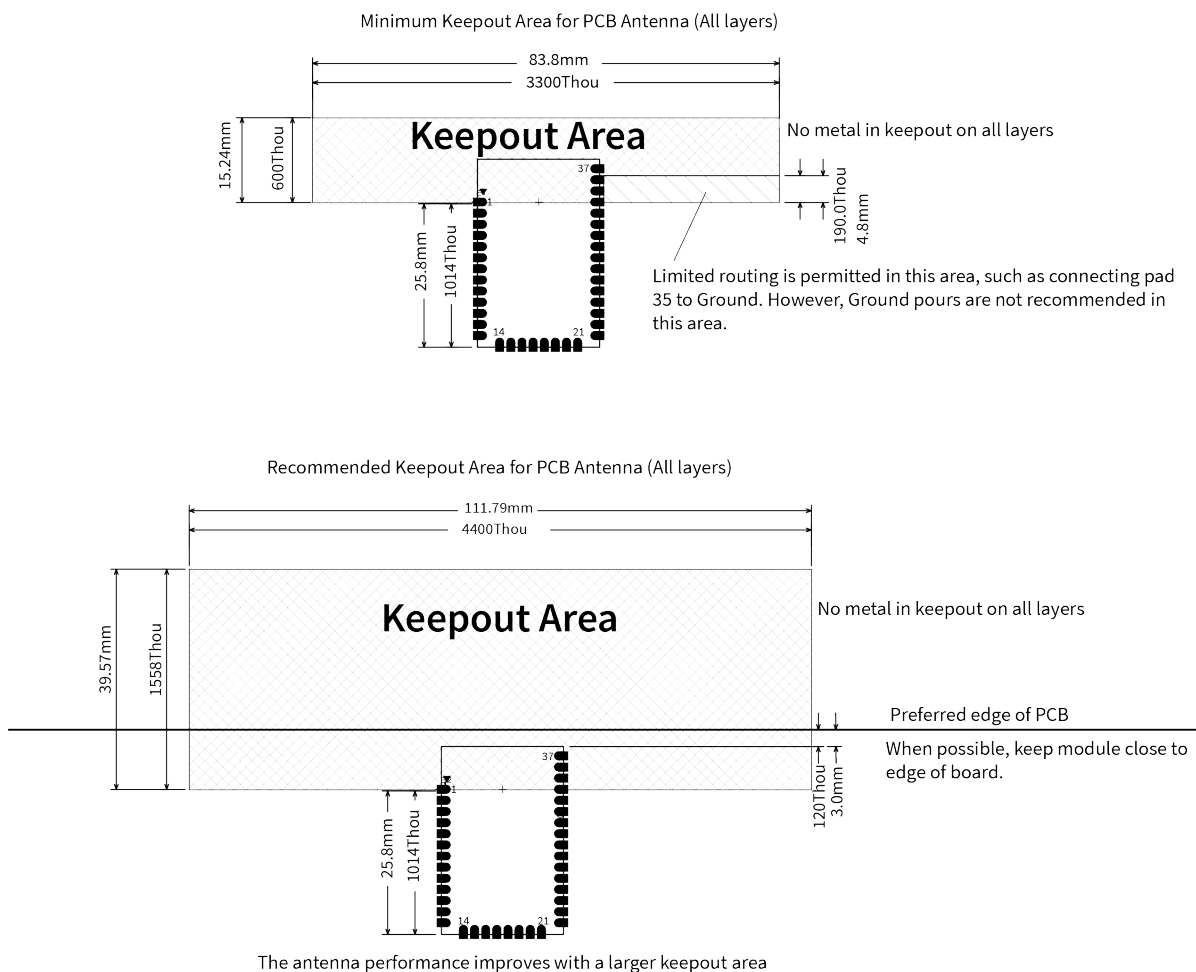 Minimum Keepout Area for PCB Antenna (All layers)
83.8mm
3300Thou
Keepout Area
No metal in keepout on all layers
15.24mm
600Thou
37
1
190.0Thou
4.8mm
25.8mm
1014Thou
Limited routing is permitted in this area, such as connecting pad
35 to Ground. However, Ground pours are not recommended in
this area.
14
21
Recommended Keepout Area for PCB Antenna (All layers)
111.79mm
4400Thou
Keepout Area
No metal in keepout on all layers
39.57mm
1558Thou
Preferred edge of PCB
When possible, keep module close to
edge of board.
37
1
120Thou
3.0mm
25.8mm
1014Thou
14
21
The antenna performance improves with a larger keepout area